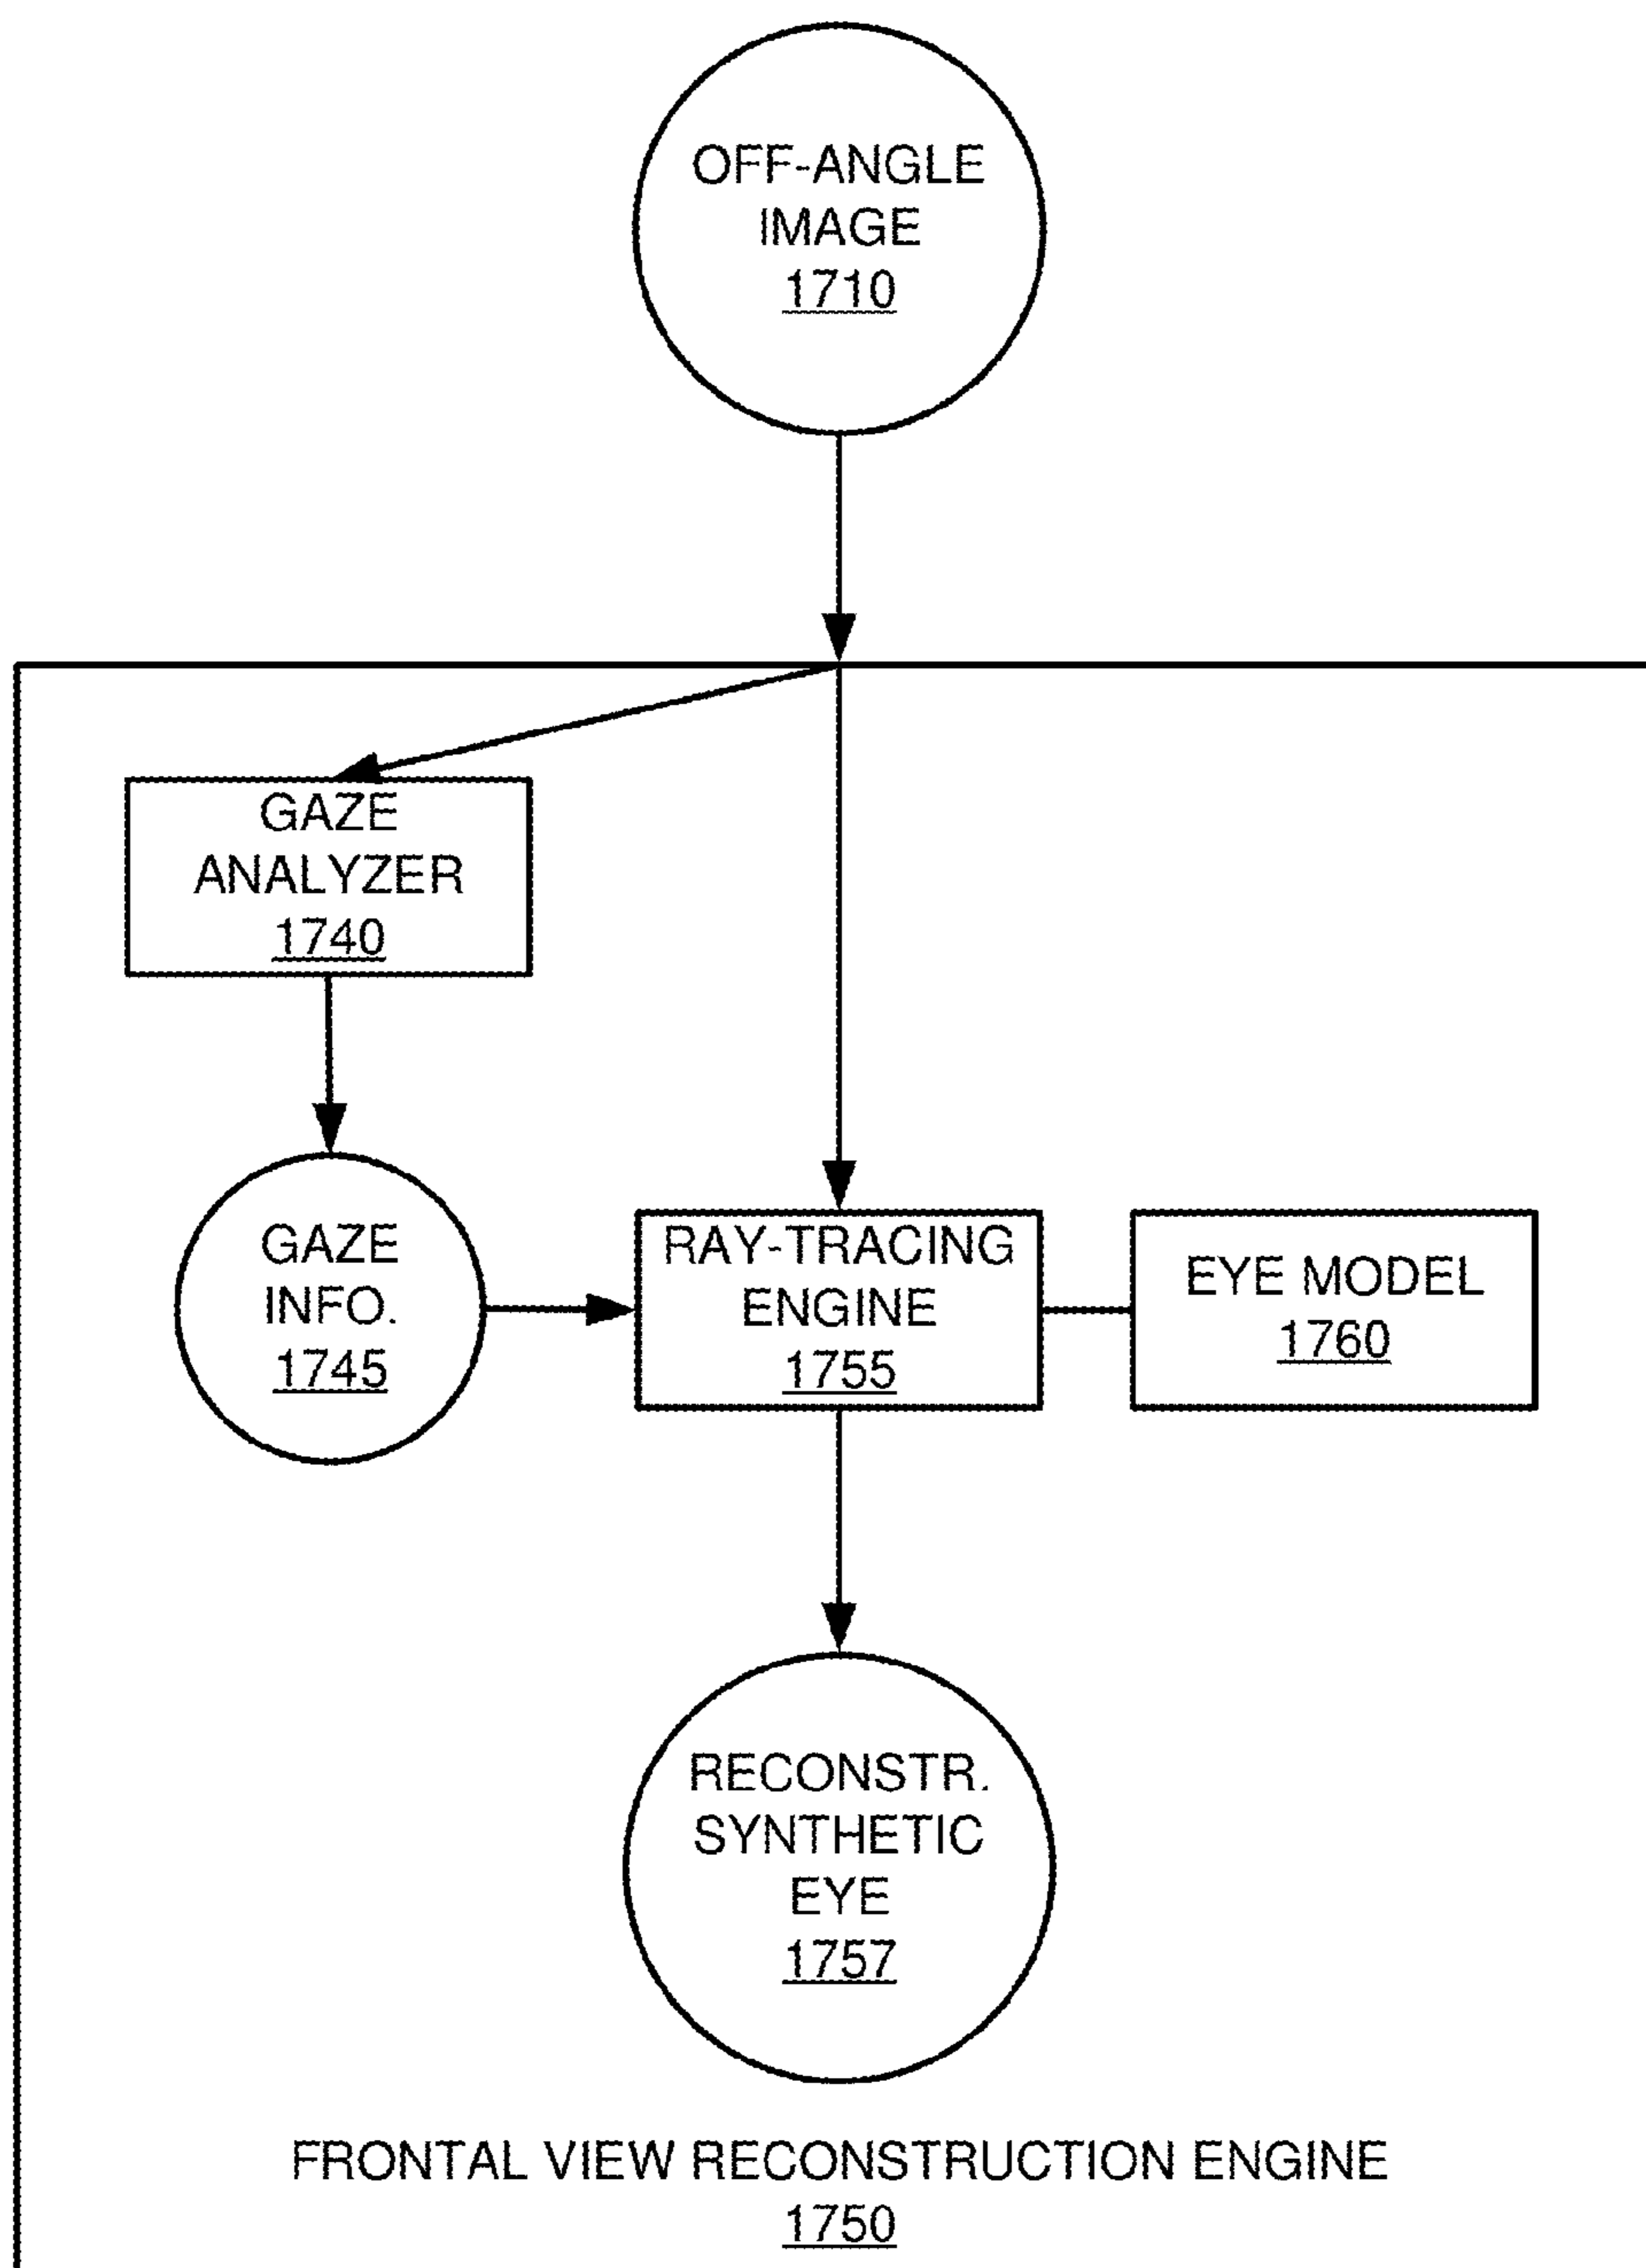 OFF-ANGLE
IMAGE
1710
GAZE
ANALYZER
1740
GAZE
INFO.
1745
RAY-TRACING
ENGINE
1755
EYE MODEL
1760
RECONSTR.
SYNTHETIC
EYE
1757
FRONTAL VIEW RECONSTRUCTION ENGINE
1750